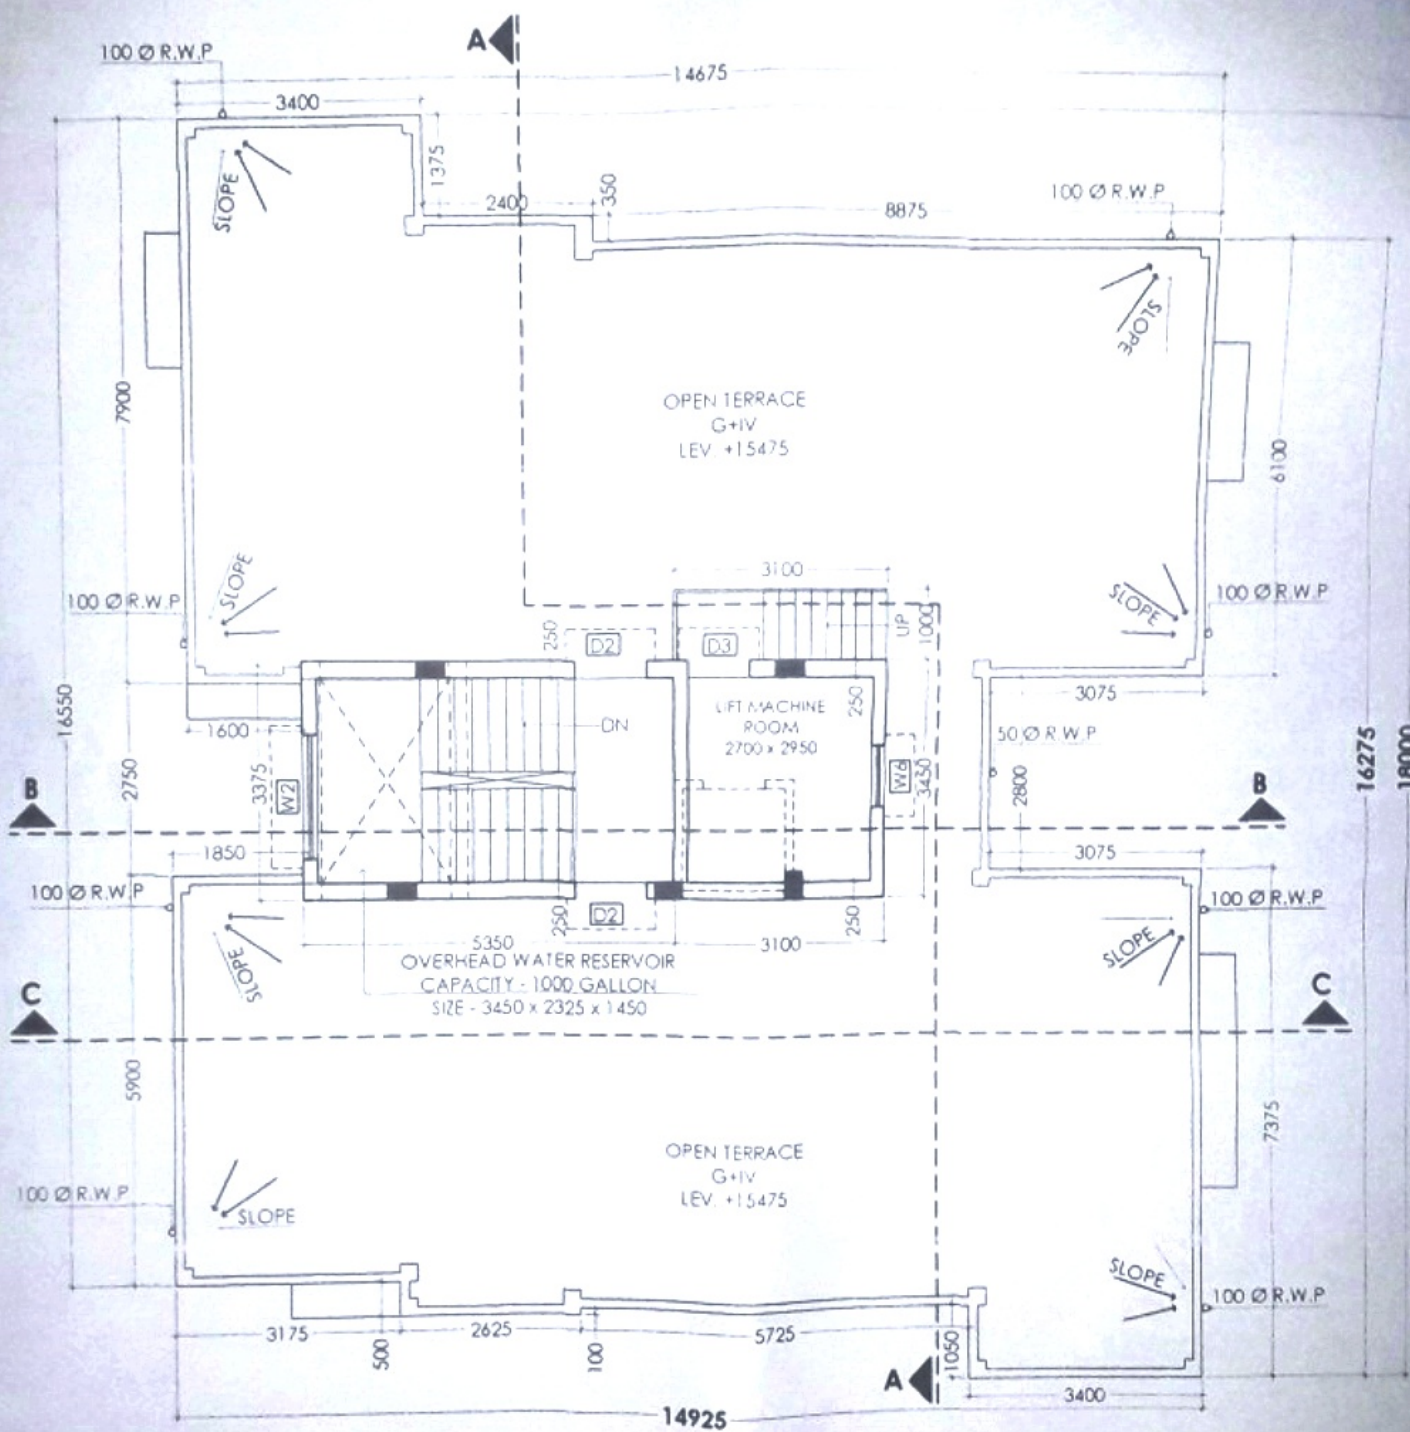 A
100 Ø R.W.P
14675
3400
1375
2400
350
8875
100 Ø R.W.P
SLOPE
SLOPE
7900
OPEN TERRACE
G+IV
LEV. +15475
6100
SLOPE
100 Ø R.W.P
3100
SLOPE
100 Ø R.W.P
250
D2
D3
UP
1000
3075
16550
1600
DN
LIFT MACHINE
ROOM
2700 x 2950
250
50 Ø R.W.P
16275
18000
2750
3375
W2
W6
3450
2800
B
B
1850
3075
100 Ø R.W.P
100 Ø R.W.P
250
D2
250
5350
3100
SLOPE
SLOPE
OVERHEAD WATER RESERVOIR
CAPACITY - 1000 GALLON
SIZE - 3450 x 2325 x 1450
C
C
5900
7375
OPEN TERRACE
G+IV
LEV. +15475
100 Ø R.W.P
SLOPE
SLOPE
100 Ø R.W.P
3175
500
2625
100
5725
1050
A
3400
14925